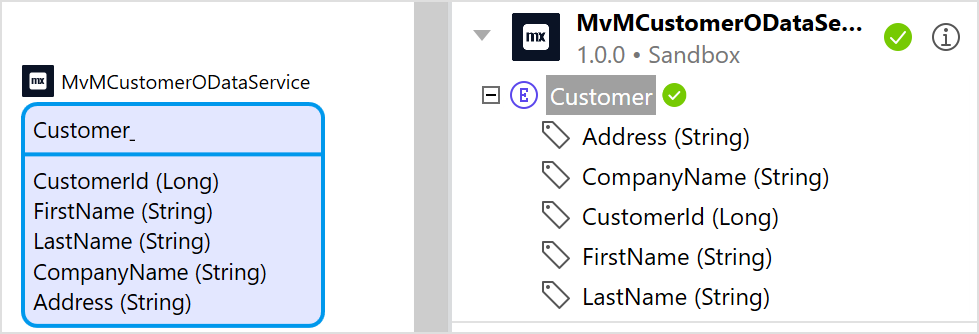 mx MvMCustomerODataService
Customer_
CustomerId (Long)
FirstName (String)
LastName (String)
CompanyName (String)
Address (String)
mx MvMCustomerODataSe...
1.0.0 • Sandbox
E Customer
Address (String)
CompanyName (String)
CustomerId (Long)
FirstName (String)
LastName (String)